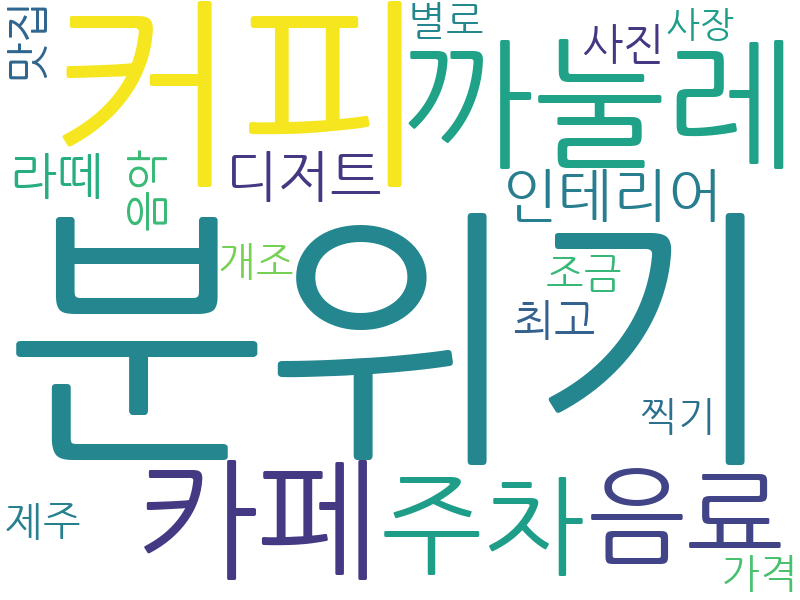 맛집
커피
별로
사진
사장
까눌레
라떼
음악
디저트
인테리어
분위기
개조
조금
최고
찍기
카페
주차
음료
제주
가격